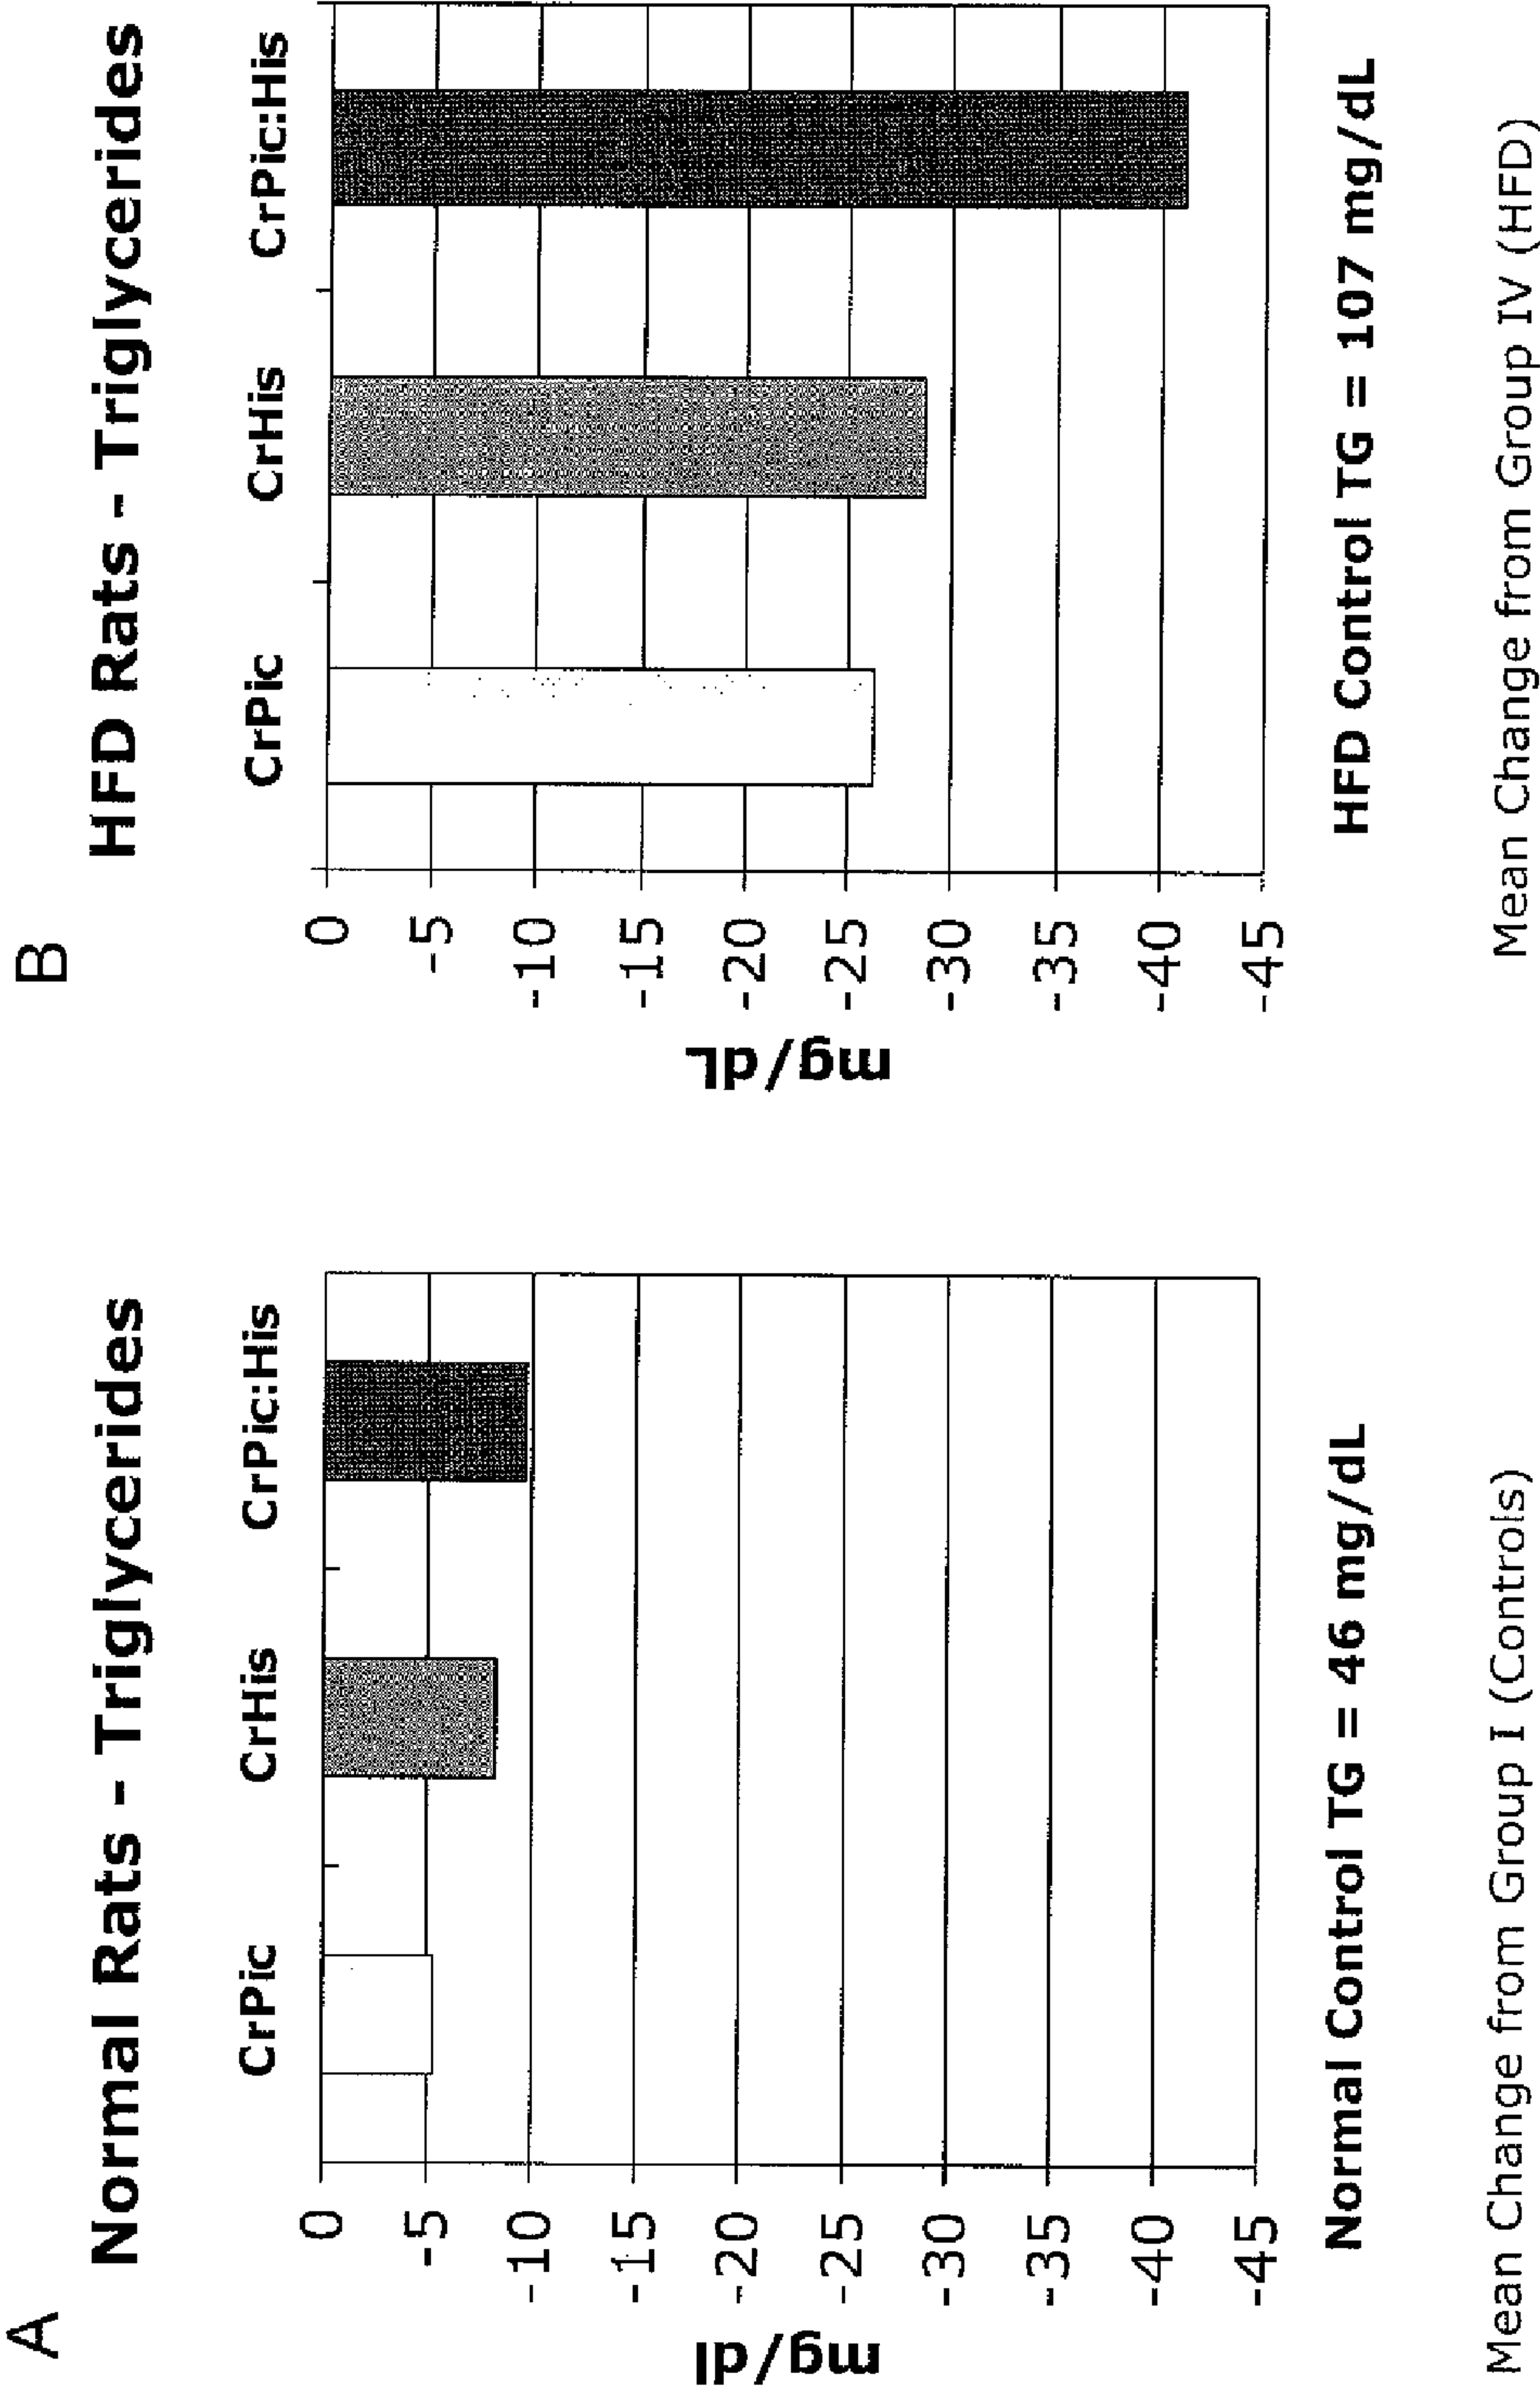 A
Normal Rats - Triglycerides
CrPic CrHis CrPic:His
mg/dl
0
-5
-10
-15
-20
-25
-30
-35
-40
-45
Normal Control TG = 46 mg/dL
Mean Change from Group I (Controls)
B
HFD Rats - Triglycerides
CrPic CrHis CrPic:His
mg/dL
0
-5
-10
-15
-20
-25
-30
-35
-40
-45
HFD Control TG = 107 mg/dL
Mean Change from Group IV (HFD)